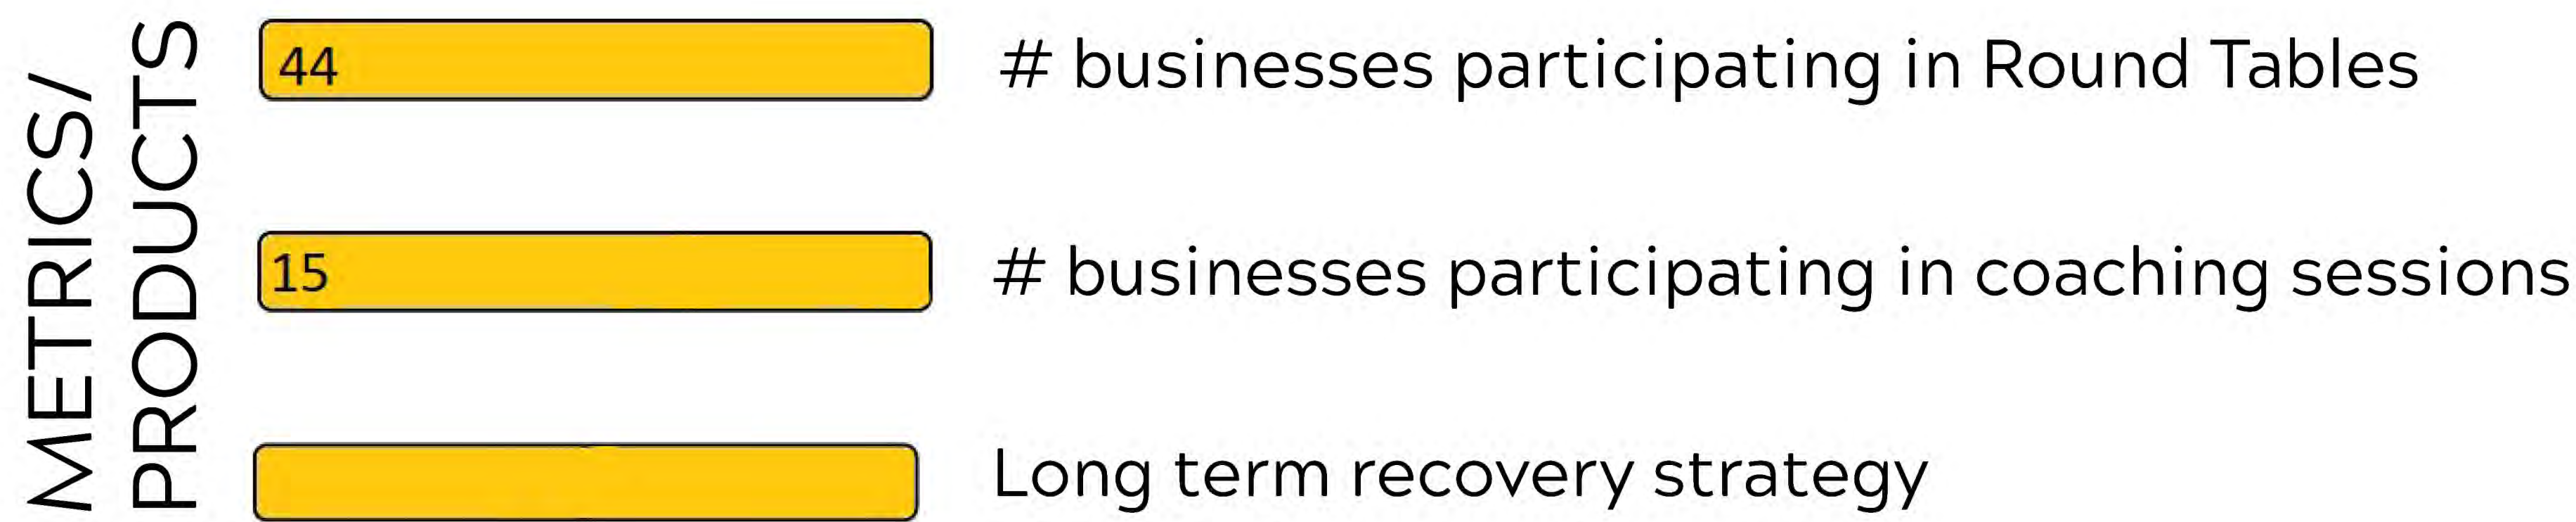 METRICS/
PRODUCTS
44
# businesses participating in Round Tables
15
# businesses participating in coaching sessions
Long term recovery strategy